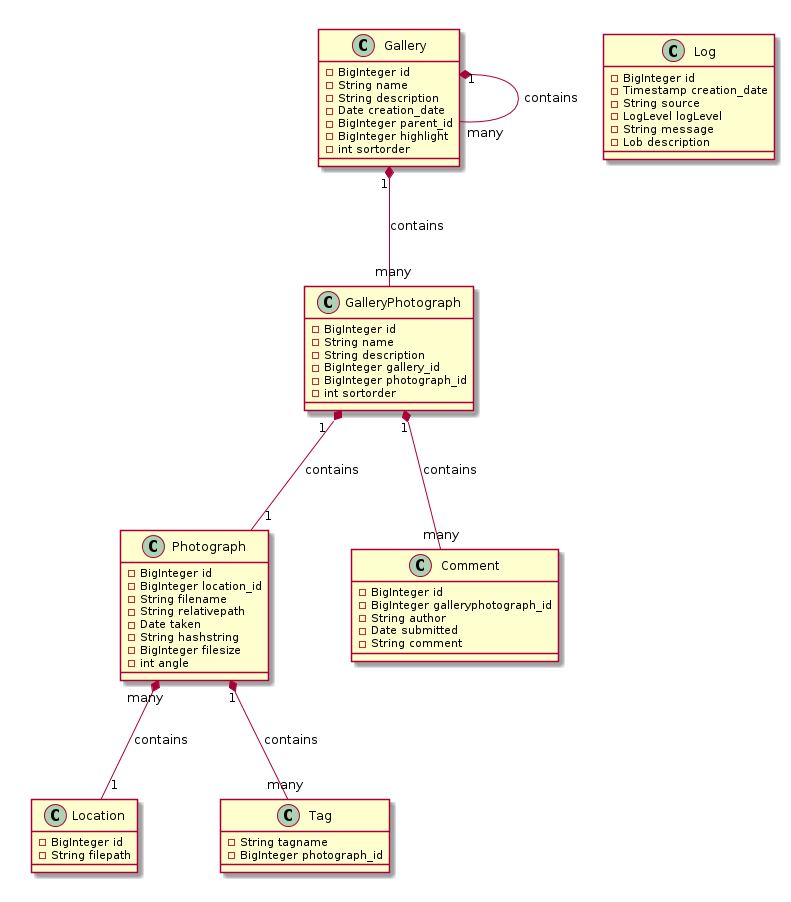 C Gallery
BigInteger id
String name
String description
Date creation_date
BigInteger parent_id
BigInteger highlight
int sortorder
1
contains
many
C Log
BigInteger id
Timestamp creation_date
String source
LogLevel logLevel
String message
Lob description
1
contains
many
C GalleryPhotograph
BigInteger id
String name
String description
BigInteger gallery_id
BigInteger photograph_id
int sortorder
1
contains
1
1
contains
many
C Photograph
BigInteger id
BigInteger location_id
String filename
String relativepath
Date taken
String hashstring
BigInteger filesize
int angle
C Comment
BigInteger id
BigInteger galleryphotograph_id
String author
Date submitted
String comment
many
contains
1
1
contains
many
C Location
BigInteger id
String filepath
C Tag
String tagname
BigInteger photograph_id